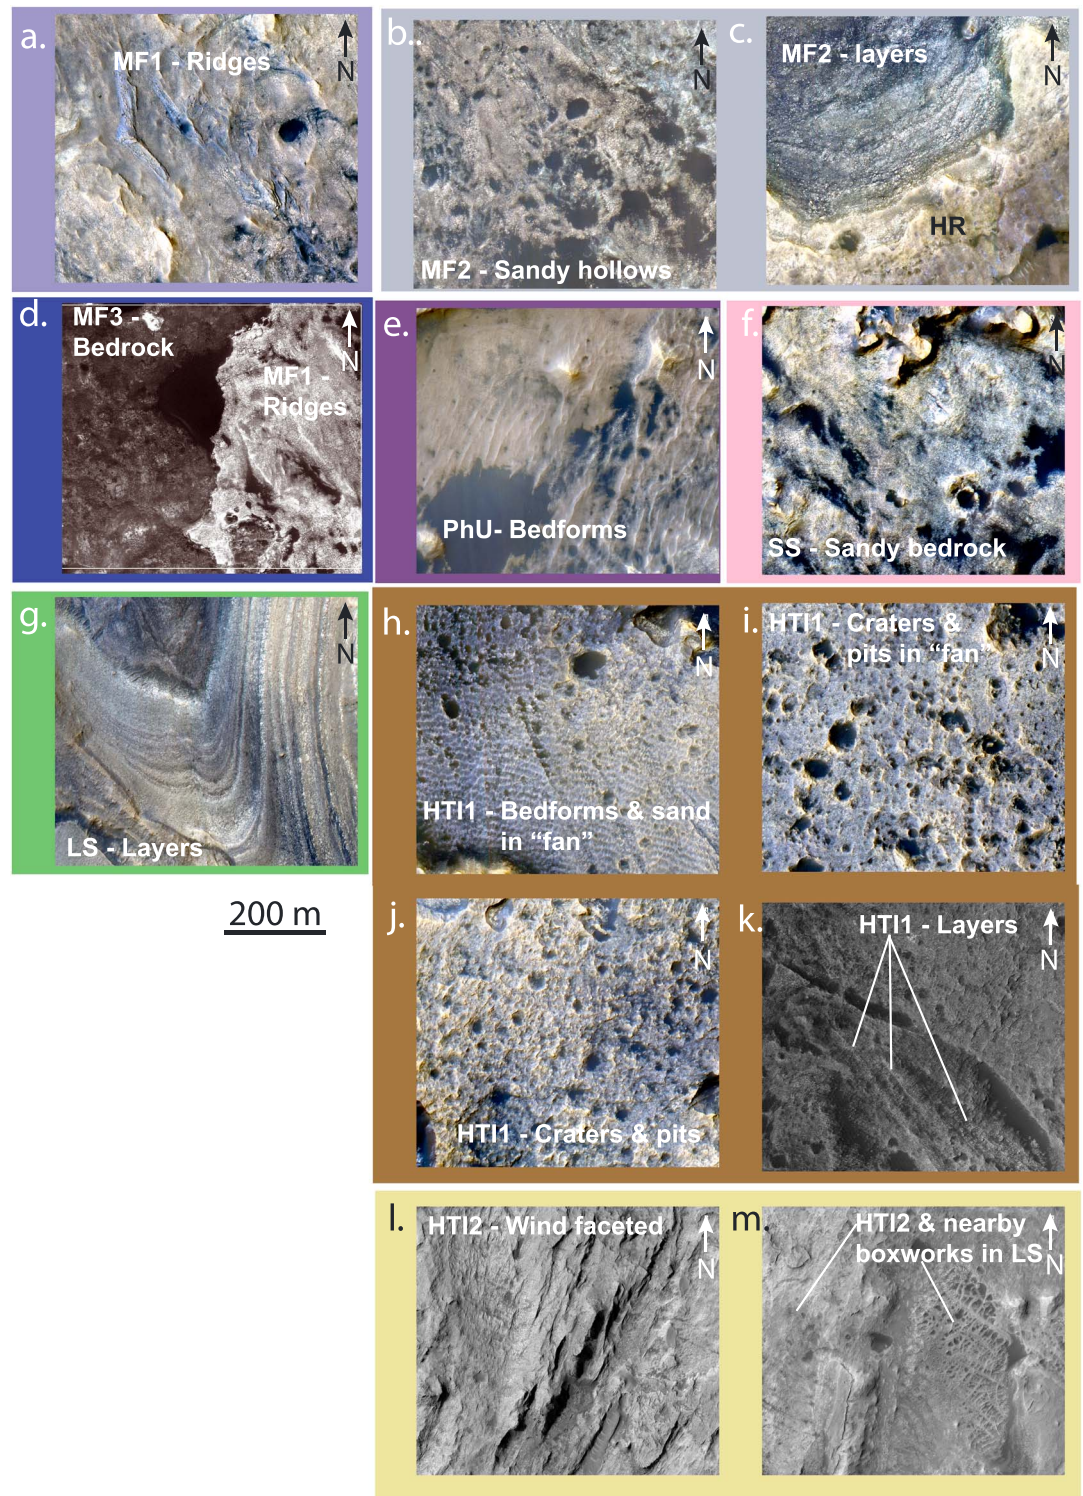 a.
MF1 - Ridges
N
b..
N
MF2 - Sandy hollows
c.
MF2 - layers
N
HR
d.
MF3 -
Bedrock
N
MF1 -
Ridges
e.
N
PhU- Bedforms
f.
N
SS - Sandy bedrock
g.
N
LS - Layers
h.
N
HTI1 - Bedforms & sand
in “fan”
i.
HTI1 - Craters &
pits in “fan”
N
200 m
j.
N
HTI1 - Craters & pits
k.
HTI1 - Layers
N
l.
HTI2 - Wind faceted
N
m.
HTI2 & nearby
boxworks in LS
N